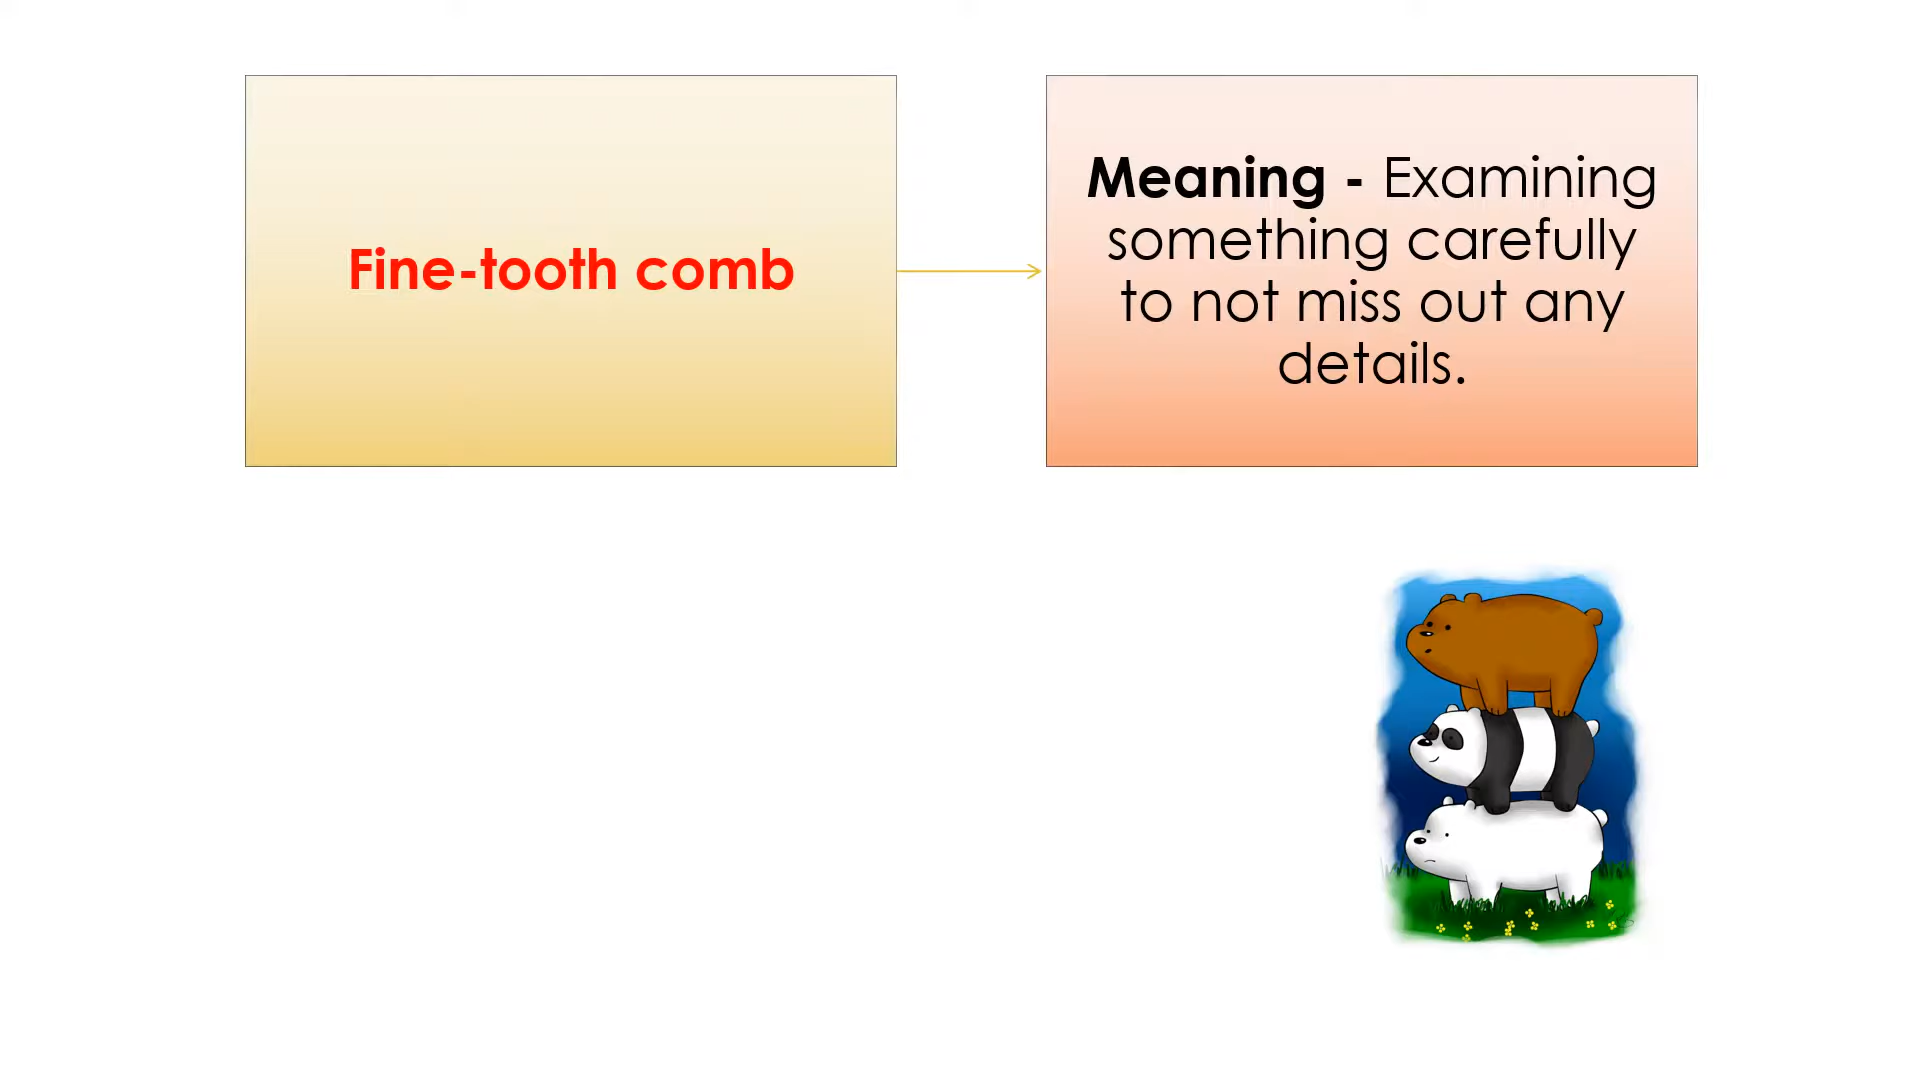 Fine-tooth comb
Meaning - Examining
something carefully
to not miss out any
details.